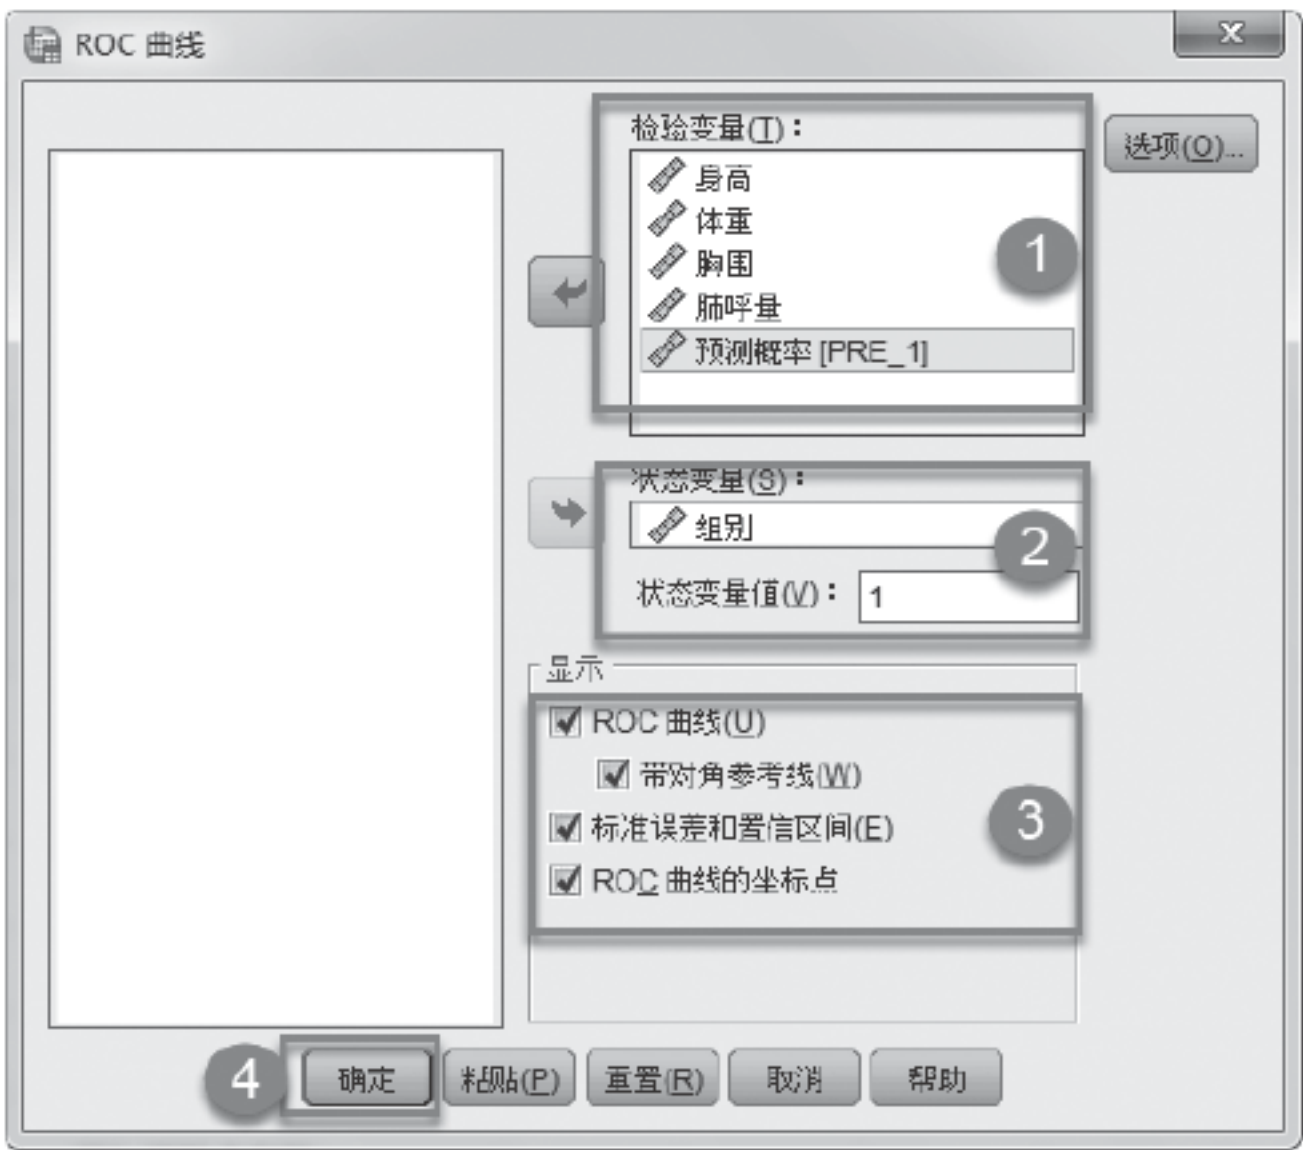 ROC 曲线
x
检验变量(T)：
选项(O)...
身高
体重
胸围
肺呼量
预测概率 [PRE_1]
1
状态变量(S)：
组别
2
状态变量值(V)：
1
显示
ROC 曲线(U)
带对角参考线(W)
标准误差和置信区间(E)
3
ROC 曲线的坐标点
4
确定
粘贴(P)
重置(R)
取消
帮助